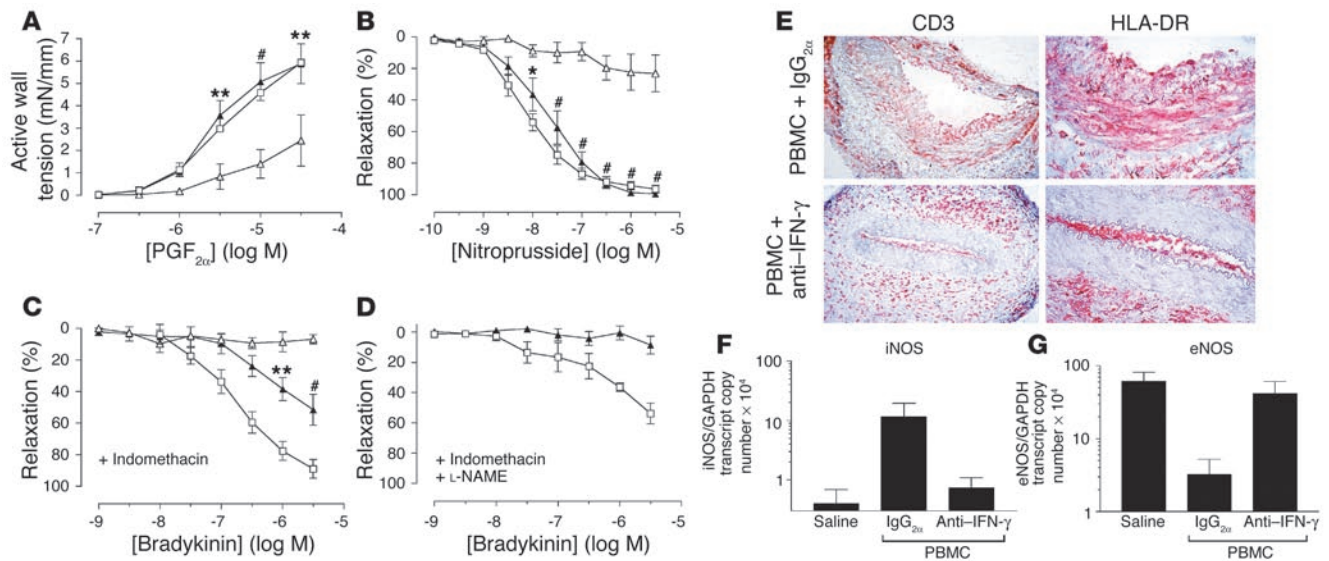 A
Active wall
tension (mN/mm)
7
6
5
4
3
2
1
0
**
#
**
-7
-6
-5
-4
[PGF2α] (log M)
B
Relaxation (%)
0
20
40
60
80
100
*
#
#
#
#
#
-10
-9
-8
-7
-6
-5
[Nitroprusside] (log M)
C
Relaxation (%)
0
20
40
60
80
100
**
#
+ Indomethacin
-9
-8
-7
-6
-5
[Bradykinin] (log M)
D
Relaxation (%)
0
20
40
60
80
100
+ Indomethacin
+ L-NAME
-9
-8
-7
-6
-5
[Bradykinin] (log M)
E
CD3
HLA-DR
PBMC + IgG2α
PBMC +
anti–IFN-γ
F
iNOS
iNOS/GAPDH
transcript copy
number × 10⁴
100
10
1
Saline
IgG2α
Anti–IFN-γ
PBMC
G
eNOS
eNOS/GAPDH
transcript copy
number × 10⁴
100
10
1
Saline
IgG2α
Anti–IFN-γ
PBMC